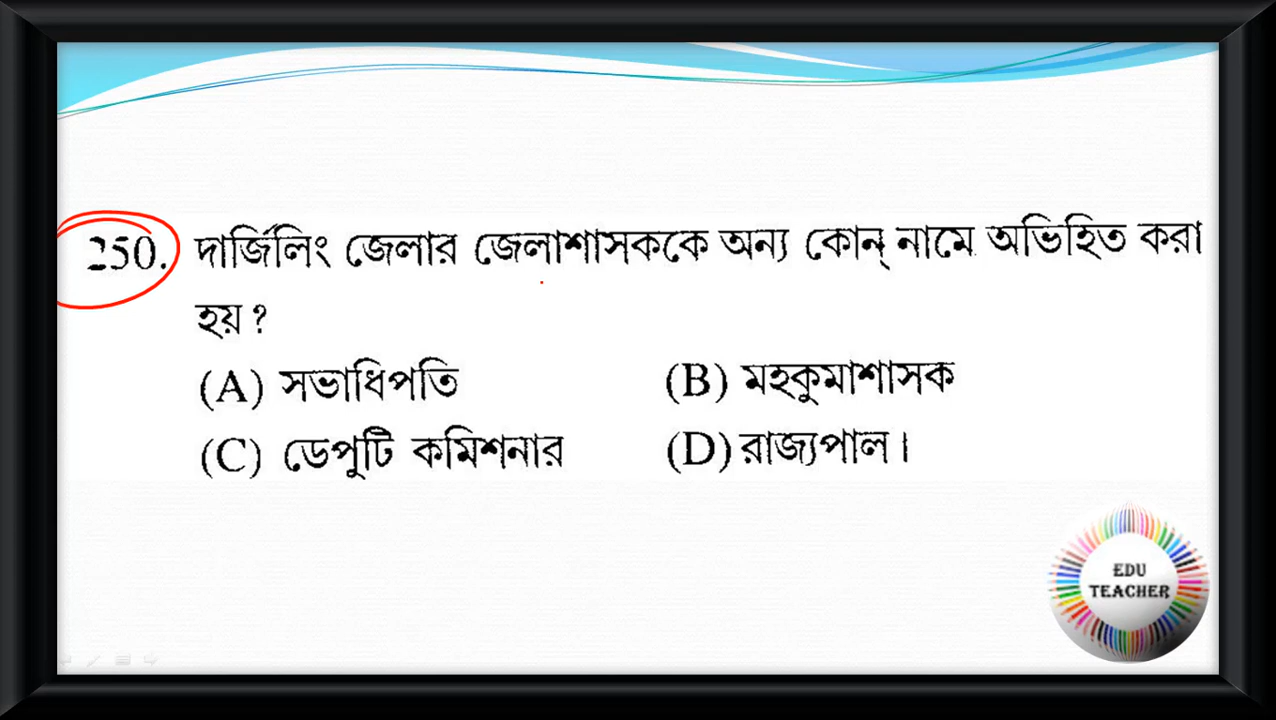 250. দার্জিলিং জেলার জেলাশাসককে অন্য কোন্ নামে অভিহিত করা
হয় ?
(A) সভাধিপতি (B) মহকুমাশাসক
(C) ডেপুটি কমিশনার (D) রাজ্যপাল।
EDU
TEACHER